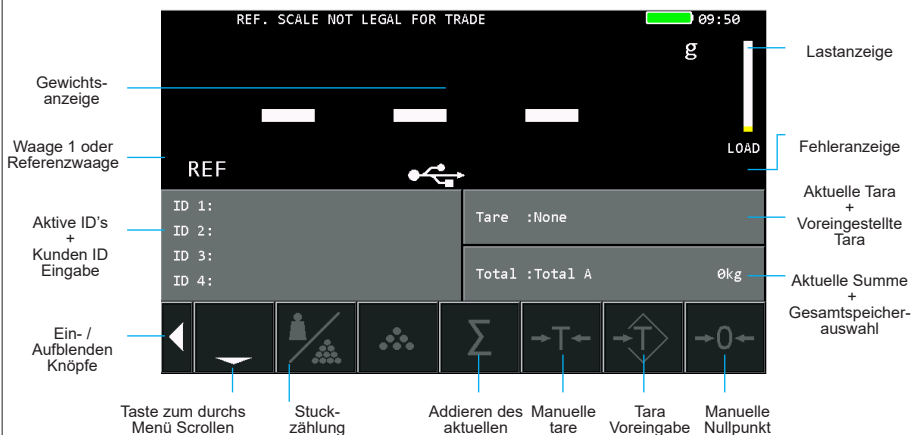 REF. SCALE NOT LEGAL FOR TRADE
09:50
g
Gewichts-
anzeige
Lastanzeige
LOAD
Waage 1 oder
Referenzwaage
REF
Fehleranzeige
ID 1:
ID 2:
ID 3:
ID 4:
Aktive ID's
+
Kunden ID
Eingabe
Tare :None
Aktuelle Tara
+
Voreingestellte
Tara
Total :Total A 0kg
Aktuelle Summe
+
Gesamtspeicher-
auswahl
Ein- /
Aufblenden
Knöpfe
Σ
→T←
→T
→0←
Taste zum durchs
Menü Scrollen
Stuck-
zählung
Addieren des
aktuellen
Manuelle
tare
Tara
Voreingabe
Manuelle
Nullpunkt